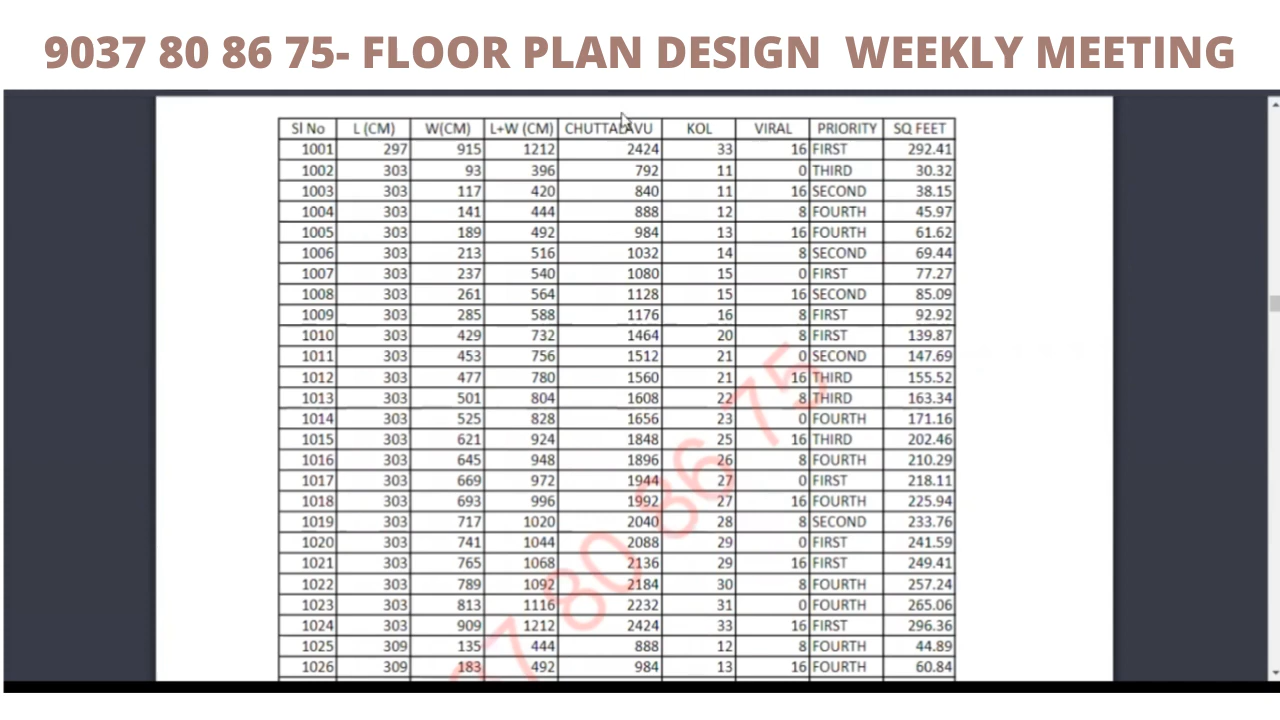 9037 80 86 75- FLOOR PLAN DESIGN WEEKLY MEETING
Sl No L (CM) W(CM) L+W (CM) CHUTTALAVU KOL VIRAL PRIORITY SQ FEET
1001 297 915 1212 2424 33 16 FIRST 292.41
1002 303 93 396 792 11 0 THIRD 30.32
1003 303 117 420 840 11 16 SECOND 38.15
1004 303 141 444 888 12 8 FOURTH 45.97
1005 303 189 492 984 13 16 FOURTH 61.62
1006 303 213 516 1032 14 8 SECOND 69.44
1007 303 237 540 1080 15 0 FIRST 77.27
1008 303 261 564 1128 15 16 SECOND 85.09
1009 303 285 588 1176 16 8 FIRST 92.92
1010 303 429 732 1464 20 8 FIRST 139.87
1011 303 453 756 1512 21 0 SECOND 147.69
1012 303 477 780 1560 21 16 THIRD 155.52
1013 303 501 804 1608 22 8 THIRD 163.34
1014 303 525 828 1656 23 0 FOURTH 171.16
1015 303 621 924 1848 25 16 THIRD 202.46
1016 303 645 948 1896 26 8 FOURTH 210.29
1017 303 669 972 1944 27 0 FIRST 218.11
1018 303 693 996 1992 27 16 FOURTH 225.94
1019 303 717 1020 2040 28 8 SECOND 233.76
1020 303 741 1044 2088 29 0 FIRST 241.59
1021 303 765 1068 2136 29 16 FIRST 249.41
1022 303 789 1092 2184 30 8 FOURTH 257.24
1023 303 813 1116 2232 31 0 FOURTH 265.06
1024 303 909 1212 2424 33 16 FIRST 296.36
1025 309 135 444 888 12 8 FOURTH 44.89
1026 309 183 492 984 13 16 FOURTH 60.84
7 80 86 75